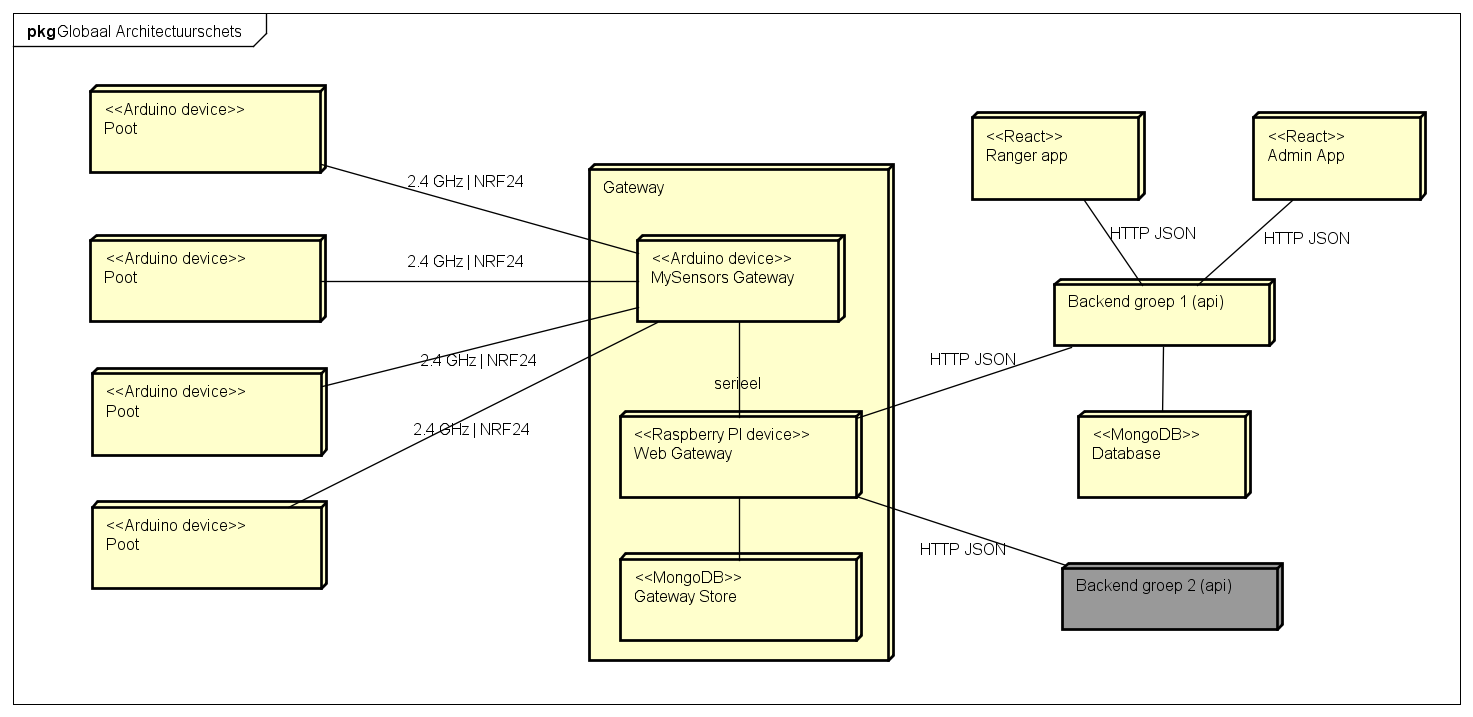 pkgGlobaal Architectuurschets
<<Arduino device>>
Poot
2.4 GHz | NRF24
<<Arduino device>>
Poot
2.4 GHz | NRF24
<<Arduino device>>
Poot
2.4 GHz | NRF24
<<Arduino device>>
Poot
2.4 GHz | NRF24
Gateway
<<Arduino device>>
MySensors Gateway
serieel
<<Raspberry PI device>>
Web Gateway
<<MongoDB>>
Gateway Store
<<React>>
Ranger app
<<React>>
Admin App
HTTP JSON
HTTP JSON
Backend groep 1 (api)
HTTP JSON
<<MongoDB>>
Database
HTTP JSON
Backend groep 2 (api)